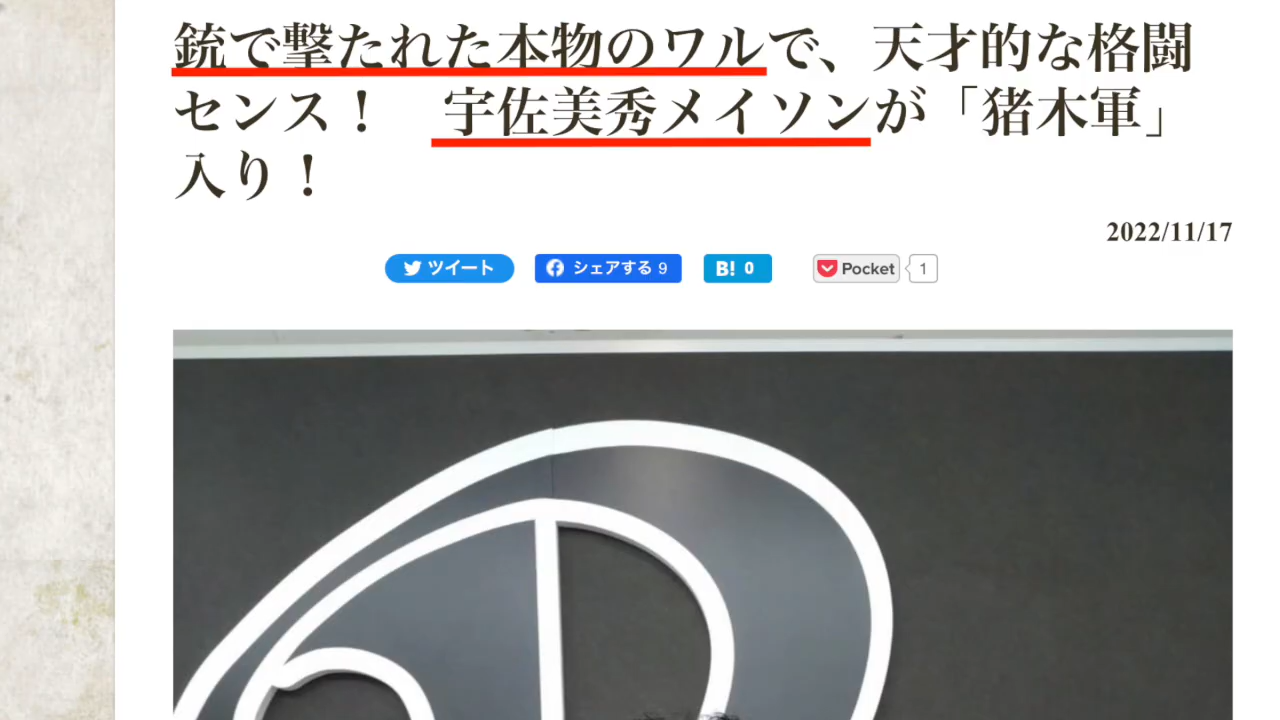 銃で撃たれた本物のワルで、天才的な格闘
センス！　宇佐美秀メイソンが「猪木軍」
入り！
2022/11/17
ツイート
シェアする 9
B! 0
Pocket
1